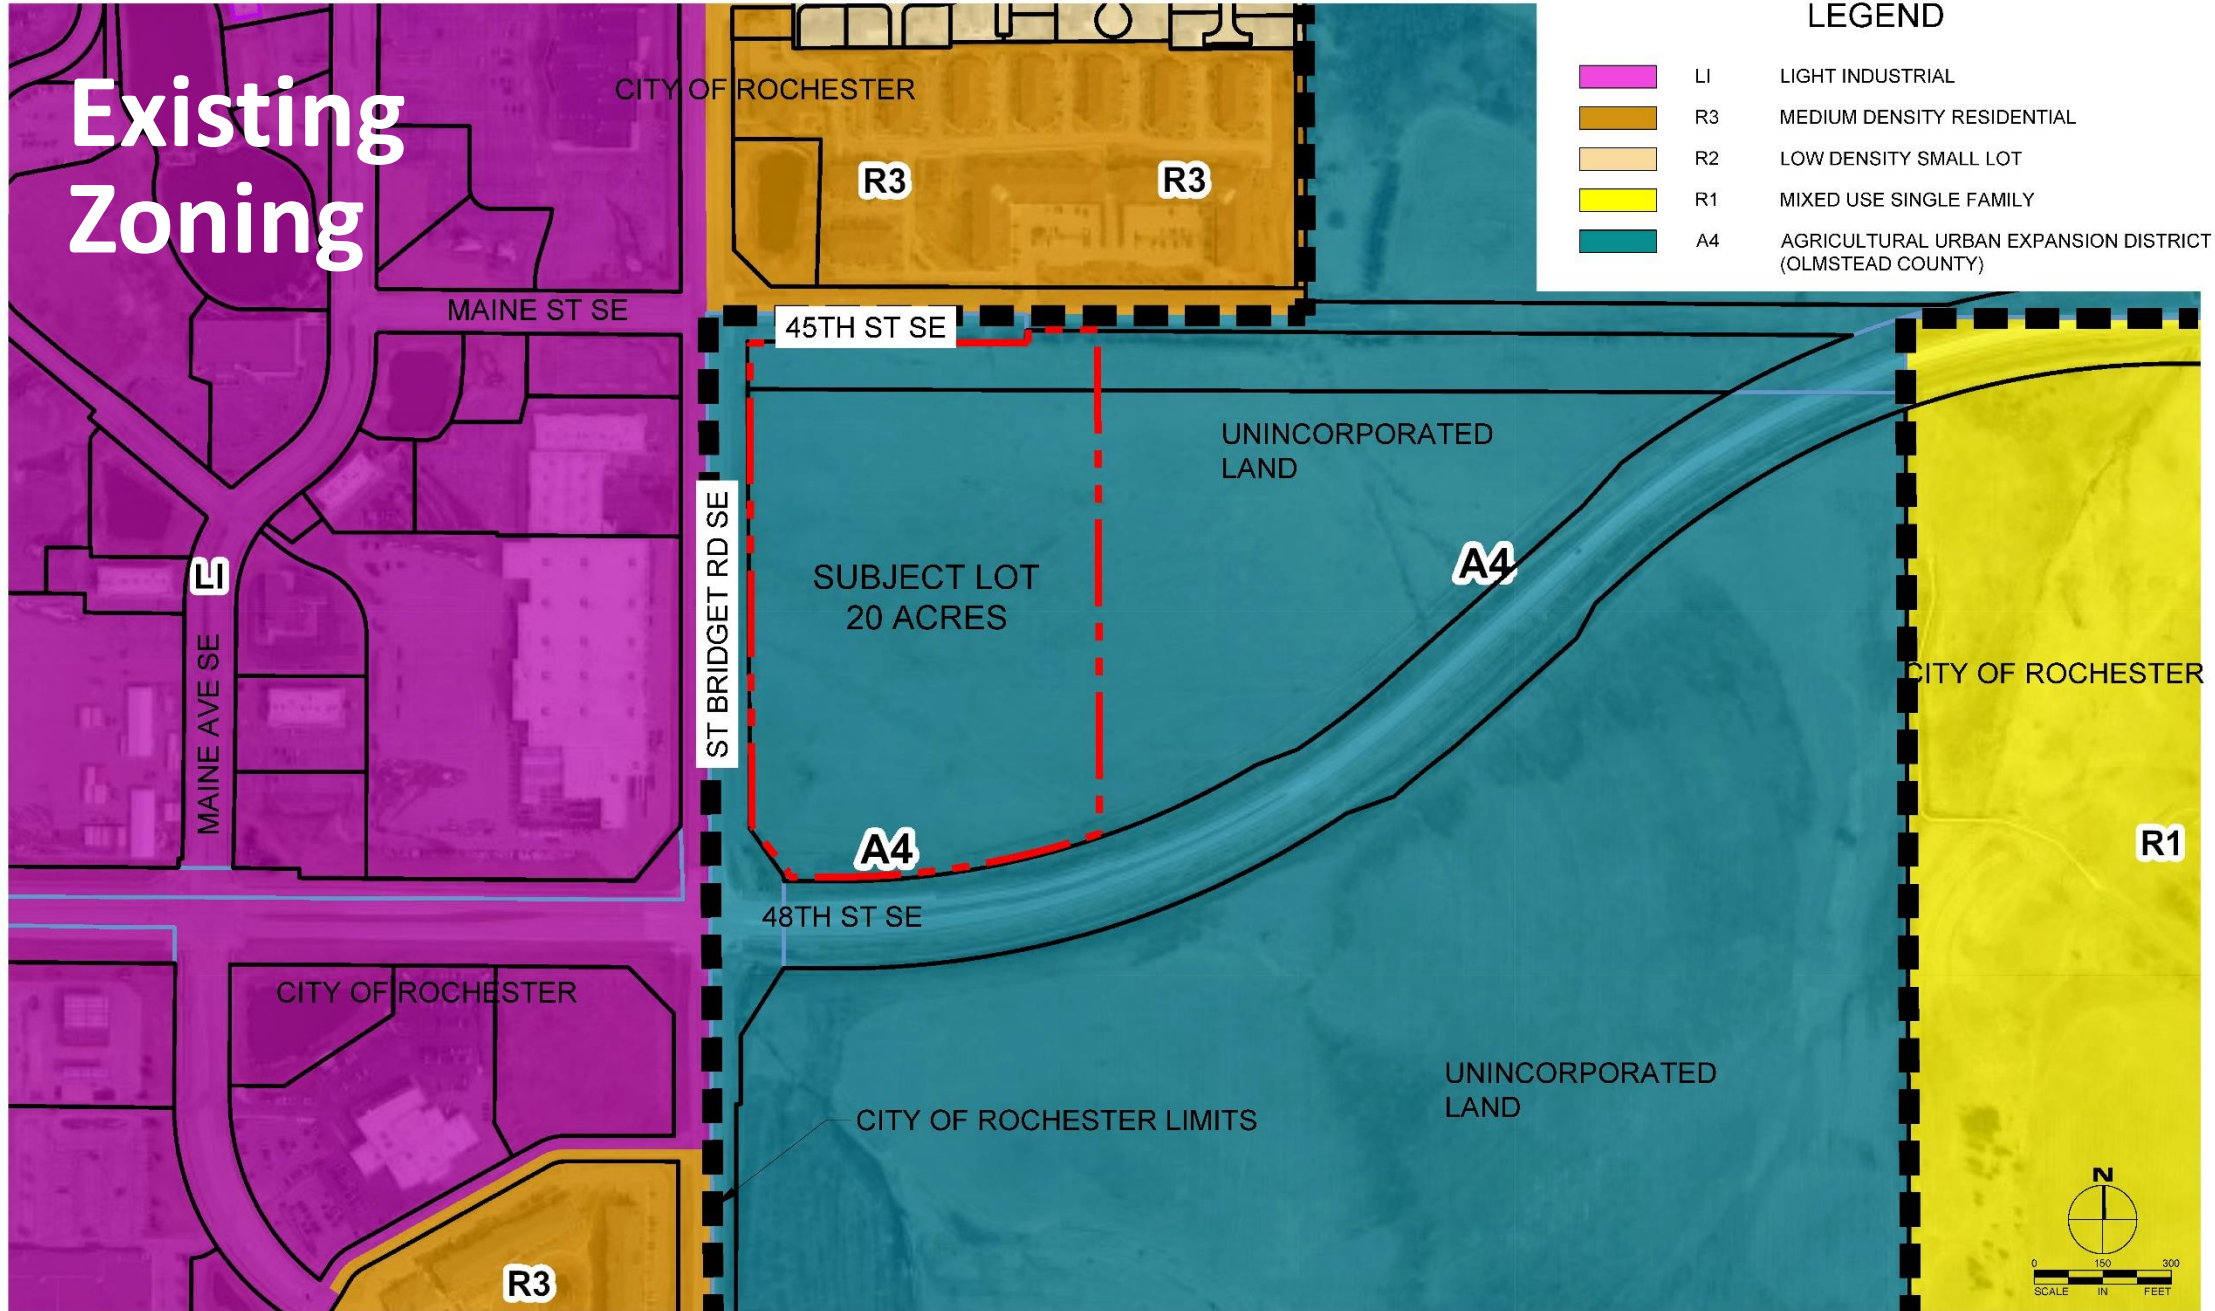 Existing
Zoning
LEGEND
LI LIGHT INDUSTRIAL
R3 MEDIUM DENSITY RESIDENTIAL
R2 LOW DENSITY SMALL LOT
R1 MIXED USE SINGLE FAMILY
A4 AGRICULTURAL URBAN EXPANSION DISTRICT
(OLMSTEAD COUNTY)
CITY OF ROCHESTER
R3 R3
MAINE ST SE
45TH ST SE
UNINCORPORATED
LAND
A4
LI
SUBJECT LOT
20 ACRES
ST BRIDGET RD SE
MAINE AVE SE
CITY OF ROCHESTER
R1
A4
48TH ST SE
CITY OF ROCHESTER
UNINCORPORATED
LAND
CITY OF ROCHESTER LIMITS
R3
N
0 150 300
SCALE IN FEET